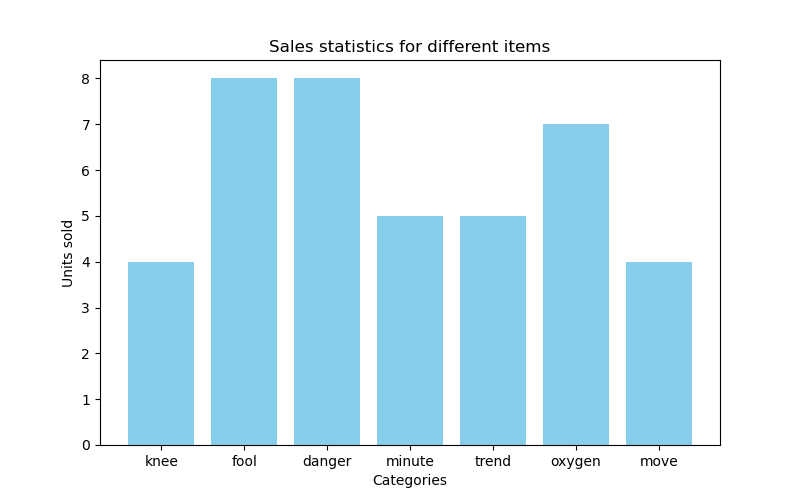 Sales statistics for different items
Units sold
8
7
6
5
4
3
2
1
0
knee fool danger minute trend oxygen move
Categories